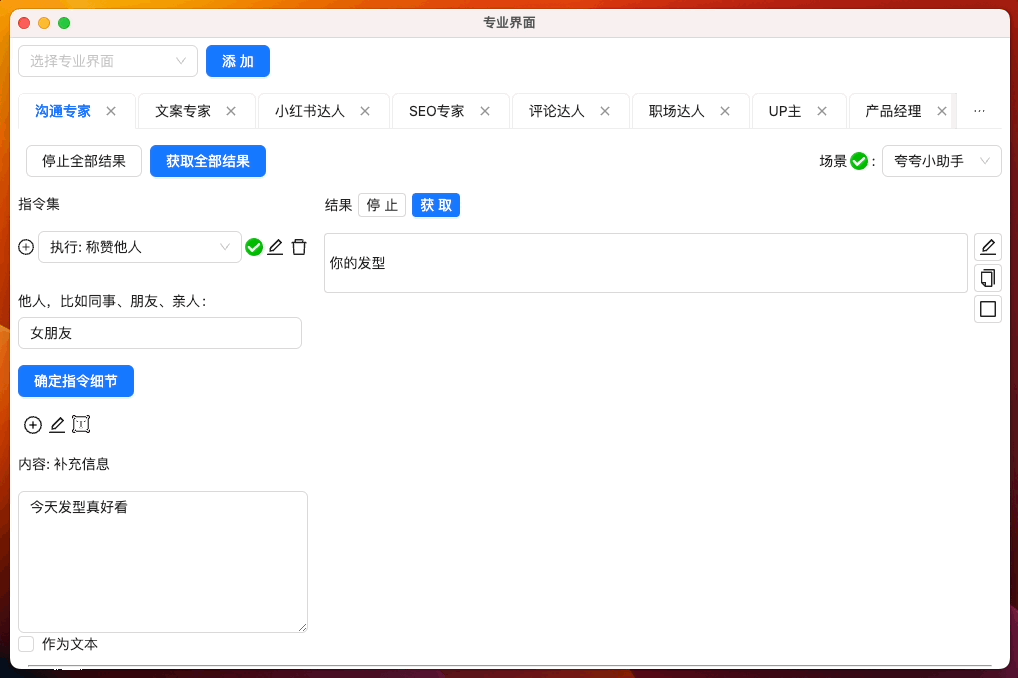 专业界面
选择专业界面 添 加
沟通专家 文案专家 小红书达人 SEO专家 评论达人 职场达人 UP主 产品经理 ···
停止全部结果 获取全部结果 场景 : 夸夸小助手
指令集 结果 停 止 获 取
执行: 称赞他人
你的发型
他人，比如同事、朋友、亲人：
女朋友
确定指令细节
内容: 补充信息
今天发型真好看
作为文本